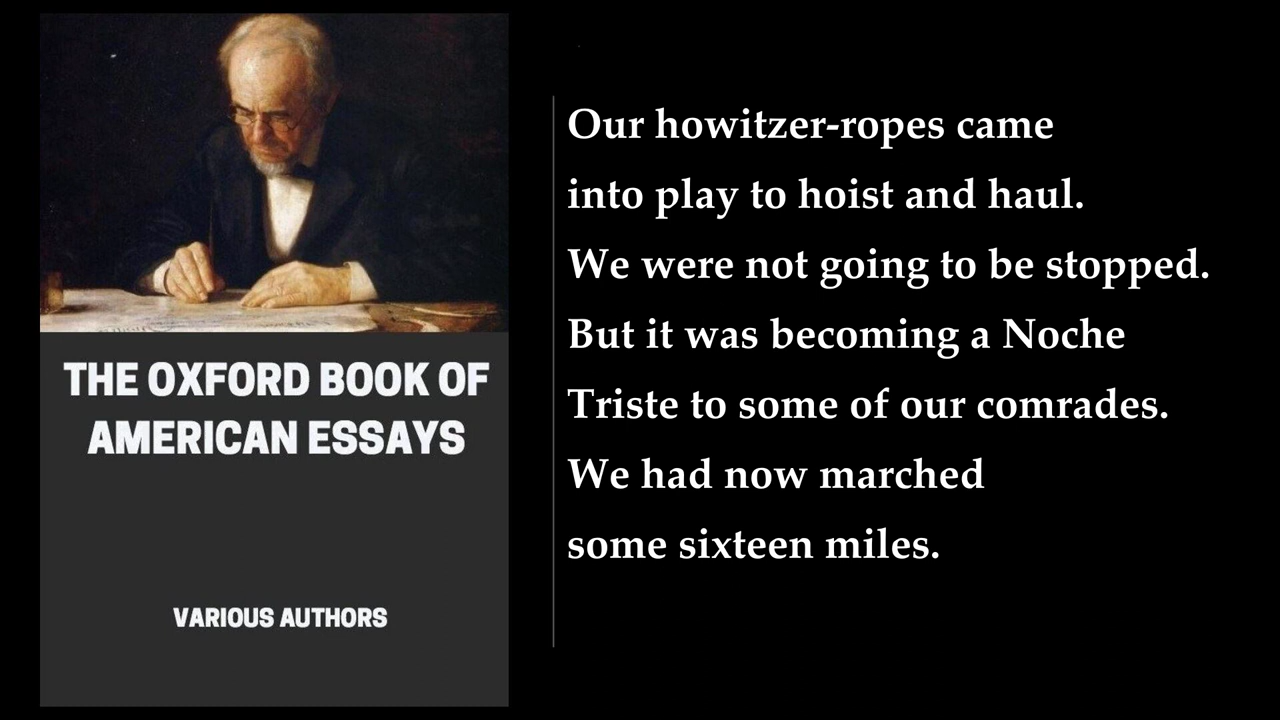 THE OXFORD BOOK OF
AMERICAN ESSAYS
VARIOUS AUTHORS
Our howitzer-ropes came
into play to hoist and haul.
We were not going to be stopped.
But it was becoming a Noche
Triste to some of our comrades.
We had now marched
some sixteen miles.